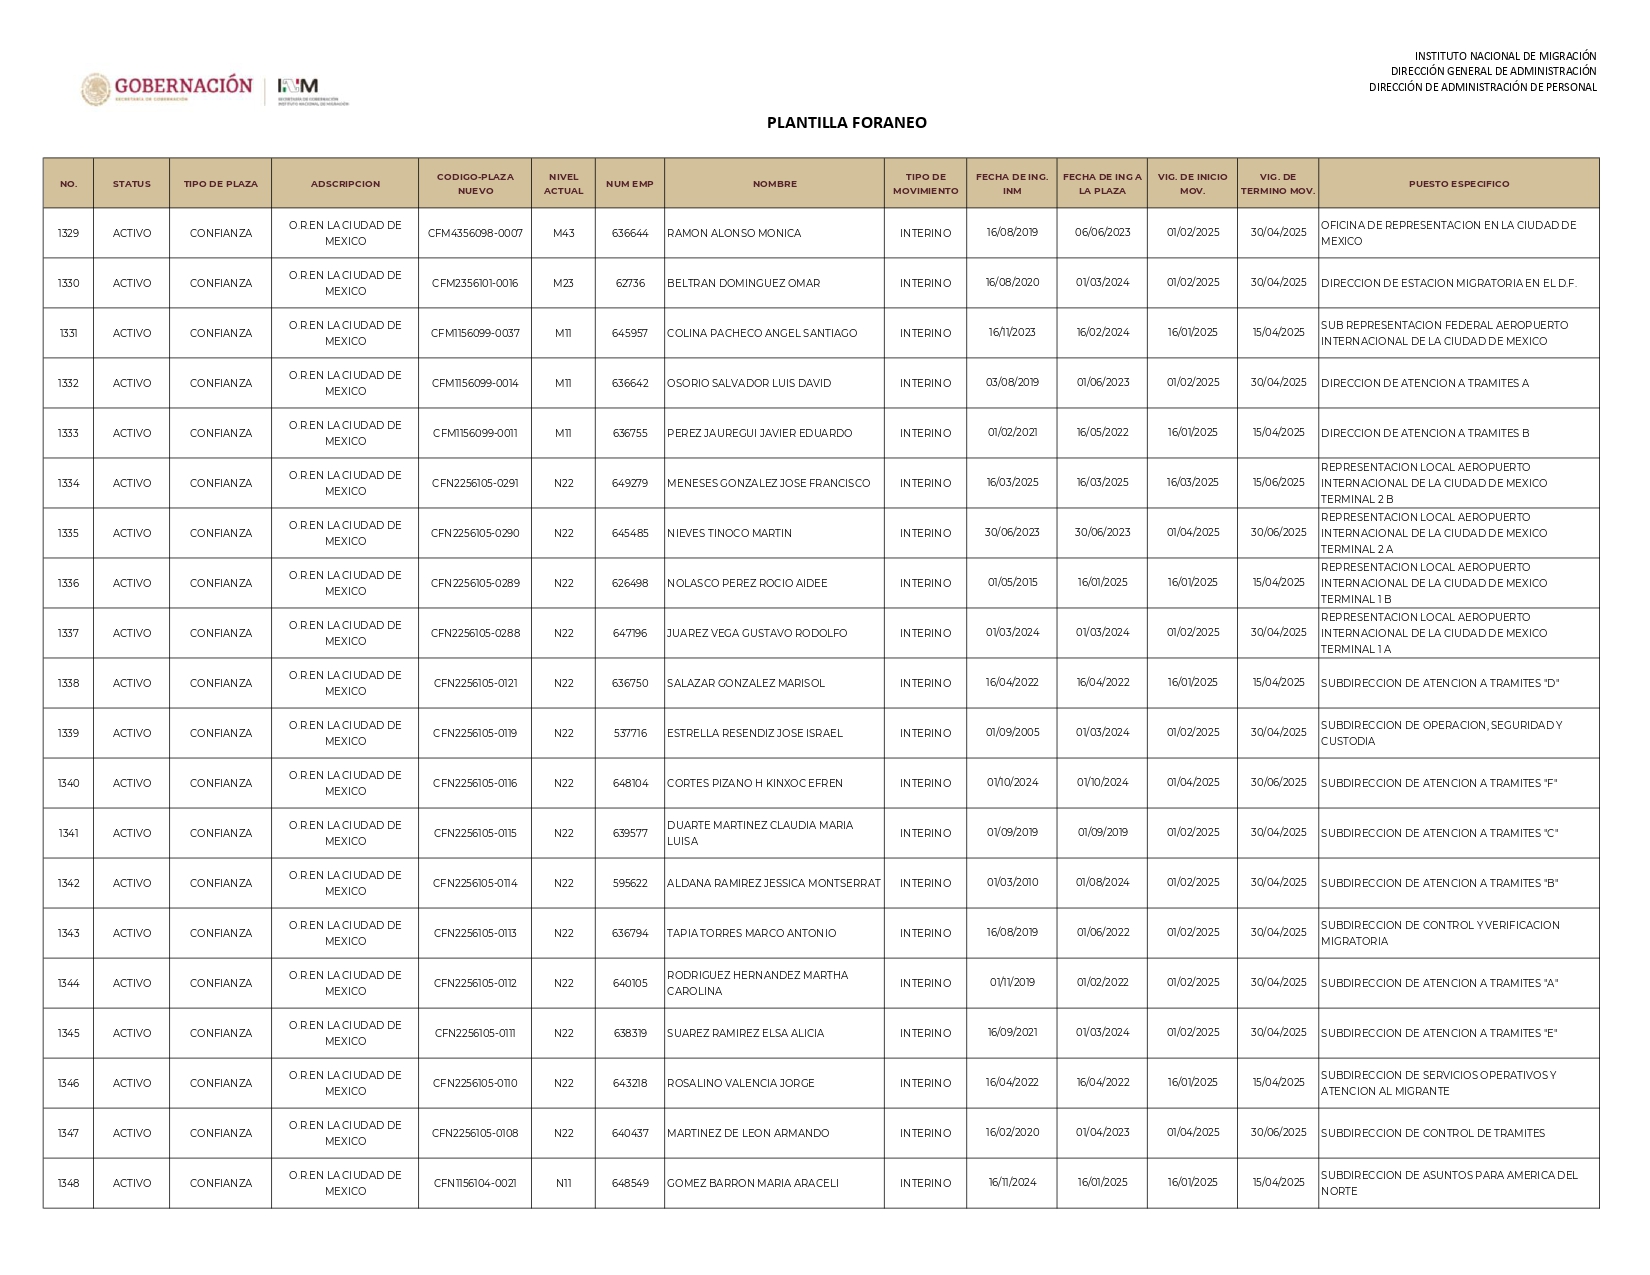 INSTITUTO NACIONAL DE MIGRACIÓN
DIRECCIÓN GENERAL DE ADMINISTRACIÓN
DIRECCIÓN DE ADMINISTRACIÓN DE PERSONAL
GOBERNACIÓN
SECRETARÍA DE GOBERNACIÓN
INM
SECRETARÍA DE GOBERNACIÓN
INSTITUTO NACIONAL DE MIGRACIÓN
PLANTILLA FORANEO
NO. STATUS TIPO DE PLAZA ADSCRIPCION CODIGO-PLAZA NUEVO NIVEL ACTUAL NUM EMP NOMBRE TIPO DE MOVIMIENTO FECHA DE ING. INM FECHA DE ING A LA PLAZA VIG. DE INICIO MOV. VIG. DE TERMINO MOV. PUESTO ESPECIFICO
1329 ACTIVO CONFIANZA O.R.EN LA CIUDAD DE MEXICO CFM4356098-0007 M43 636644 RAMON ALONSO MONICA INTERINO 16/08/2019 06/06/2023 01/02/2025 30/04/2025 OFICINA DE REPRESENTACION EN LA CIUDAD DE MEXICO
1330 ACTIVO CONFIANZA O.R.EN LA CIUDAD DE MEXICO CFM2356101-0016 M23 62736 BELTRAN DOMINGUEZ OMAR INTERINO 16/08/2020 01/03/2024 01/02/2025 30/04/2025 DIRECCION DE ESTACION MIGRATORIA EN EL D.F.
1331 ACTIVO CONFIANZA O.R.EN LA CIUDAD DE MEXICO CFM1156099-0037 M11 645957 COLINA PACHECO ANGEL SANTIAGO INTERINO 16/11/2023 16/02/2024 16/01/2025 15/04/2025 SUB REPRESENTACION FEDERAL AEROPUERTO INTERNACIONAL DE LA CIUDAD DE MEXICO
1332 ACTIVO CONFIANZA O.R.EN LA CIUDAD DE MEXICO CFM1156099-0014 M11 636642 OSORIO SALVADOR LUIS DAVID INTERINO 03/08/2019 01/06/2023 01/02/2025 30/04/2025 DIRECCION DE ATENCION A TRAMITES A
1333 ACTIVO CONFIANZA O.R.EN LA CIUDAD DE MEXICO CFM1156099-0011 M11 636755 PEREZ JAUREGUI JAVIER EDUARDO INTERINO 01/02/2021 16/05/2022 16/01/2025 15/04/2025 DIRECCION DE ATENCION A TRAMITES B
1334 ACTIVO CONFIANZA O.R.EN LA CIUDAD DE MEXICO CFN2256105-0291 N22 649279 MENESES GONZALEZ JOSE FRANCISCO INTERINO 16/03/2025 16/03/2025 16/03/2025 15/06/2025 REPRESENTACION LOCAL AEROPUERTO INTERNACIONAL DE LA CIUDAD DE MEXICO TERMINAL 2 B
1335 ACTIVO CONFIANZA O.R.EN LA CIUDAD DE MEXICO CFN2256105-0290 N22 645485 NIEVES TINOCO MARTIN INTERINO 30/06/2023 30/06/2023 01/04/2025 30/06/2025 REPRESENTACION LOCAL AEROPUERTO INTERNACIONAL DE LA CIUDAD DE MEXICO TERMINAL 2 A
1336 ACTIVO CONFIANZA O.R.EN LA CIUDAD DE MEXICO CFN2256105-0289 N22 626498 NOLASCO PEREZ ROCIO AIDEE INTERINO 01/05/2015 16/01/2025 16/01/2025 15/04/2025 REPRESENTACION LOCAL AEROPUERTO INTERNACIONAL DE LA CIUDAD DE MEXICO TERMINAL 1 B
1337 ACTIVO CONFIANZA O.R.EN LA CIUDAD DE MEXICO CFN2256105-0288 N22 647196 JUAREZ VEGA GUSTAVO RODOLFO INTERINO 01/03/2024 01/03/2024 01/02/2025 30/04/2025 REPRESENTACION LOCAL AEROPUERTO INTERNACIONAL DE LA CIUDAD DE MEXICO TERMINAL 1 A
1338 ACTIVO CONFIANZA O.R.EN LA CIUDAD DE MEXICO CFN2256105-0121 N22 636750 SALAZAR GONZALEZ MARISOL INTERINO 16/04/2022 16/04/2022 16/01/2025 15/04/2025 SUBDIRECCION DE ATENCION A TRAMITES "D"
1339 ACTIVO CONFIANZA O.R.EN LA CIUDAD DE MEXICO CFN2256105-0119 N22 537716 ESTRELLA RESENDIZ JOSE ISRAEL INTERINO 01/09/2005 01/03/2024 01/02/2025 30/04/2025 SUBDIRECCION DE OPERACION, SEGURIDAD Y CUSTODIA
1340 ACTIVO CONFIANZA O.R.EN LA CIUDAD DE MEXICO CFN2256105-0116 N22 648104 CORTES PIZANO H KINXOC EFREN INTERINO 01/10/2024 01/10/2024 01/04/2025 30/06/2025 SUBDIRECCION DE ATENCION A TRAMITES "F"
1341 ACTIVO CONFIANZA O.R.EN LA CIUDAD DE MEXICO CFN2256105-0115 N22 639577 DUARTE MARTINEZ CLAUDIA MARIA LUISA INTERINO 01/09/2019 01/09/2019 01/02/2025 30/04/2025 SUBDIRECCION DE ATENCION A TRAMITES "C"
1342 ACTIVO CONFIANZA O.R.EN LA CIUDAD DE MEXICO CFN2256105-0114 N22 595622 ALDANA RAMIREZ JESSICA MONTSERRAT INTERINO 01/03/2010 01/08/2024 01/02/2025 30/04/2025 SUBDIRECCION DE ATENCION A TRAMITES "B"
1343 ACTIVO CONFIANZA O.R.EN LA CIUDAD DE MEXICO CFN2256105-0113 N22 636794 TAPIA TORRES MARCO ANTONIO INTERINO 16/08/2019 01/06/2022 01/02/2025 30/04/2025 SUBDIRECCION DE CONTROL Y VERIFICACION MIGRATORIA
1344 ACTIVO CONFIANZA O.R.EN LA CIUDAD DE MEXICO CFN2256105-0112 N22 640105 RODRIGUEZ HERNANDEZ MARTHA CAROLINA INTERINO 01/11/2019 01/02/2022 01/02/2025 30/04/2025 SUBDIRECCION DE ATENCION A TRAMITES "A"
1345 ACTIVO CONFIANZA O.R.EN LA CIUDAD DE MEXICO CFN2256105-0111 N22 638319 SUAREZ RAMIREZ ELSA ALICIA INTERINO 16/09/2021 01/03/2024 01/02/2025 30/04/2025 SUBDIRECCION DE ATENCION A TRAMITES "E"
1346 ACTIVO CONFIANZA O.R.EN LA CIUDAD DE MEXICO CFN2256105-0110 N22 643218 ROSALINO VALENCIA JORGE INTERINO 16/04/2022 16/04/2022 16/01/2025 15/04/2025 SUBDIRECCION DE SERVICIOS OPERATIVOS Y ATENCION AL MIGRANTE
1347 ACTIVO CONFIANZA O.R.EN LA CIUDAD DE MEXICO CFN2256105-0108 N22 640437 MARTINEZ DE LEON ARMANDO INTERINO 16/02/2020 01/04/2023 01/04/2025 30/06/2025 SUBDIRECCION DE CONTROL DE TRAMITES
1348 ACTIVO CONFIANZA O.R.EN LA CIUDAD DE MEXICO CFN1156104-0021 N11 648549 GOMEZ BARRON MARIA ARACELI INTERINO 16/11/2024 16/01/2025 16/01/2025 15/04/2025 SUBDIRECCION DE ASUNTOS PARA AMERICA DEL NORTE